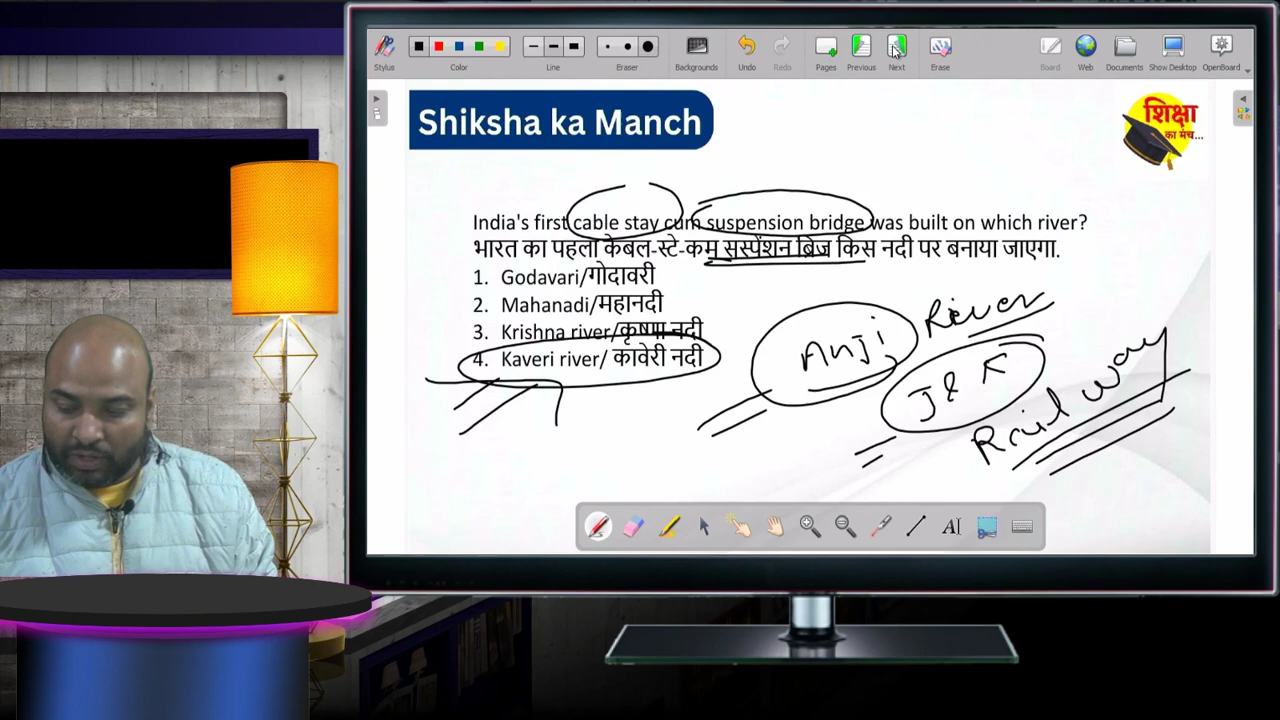 Stylus
Color
Line
Eraser
Backgrounds
Undo
Redo
Pages
Previous
Next
Erase
Board
Web
Documents
Show Desktop
OpenBoard
Shiksha ka Manch
शिक्षा
का मंच...
India's first cable stay cum suspension bridge was built on which river?
भारत का पहला केबल-स्टे-कम सस्पेंशन ब्रिज किस नदी पर बनाया जाएगा.
1. Godavari/गोदावरी
2. Mahanadi/महानदी
3. Krishna river/कृष्णा नदी
4. Kaveri river/ कावेरी नदी
Anji River
J & K
Rail way